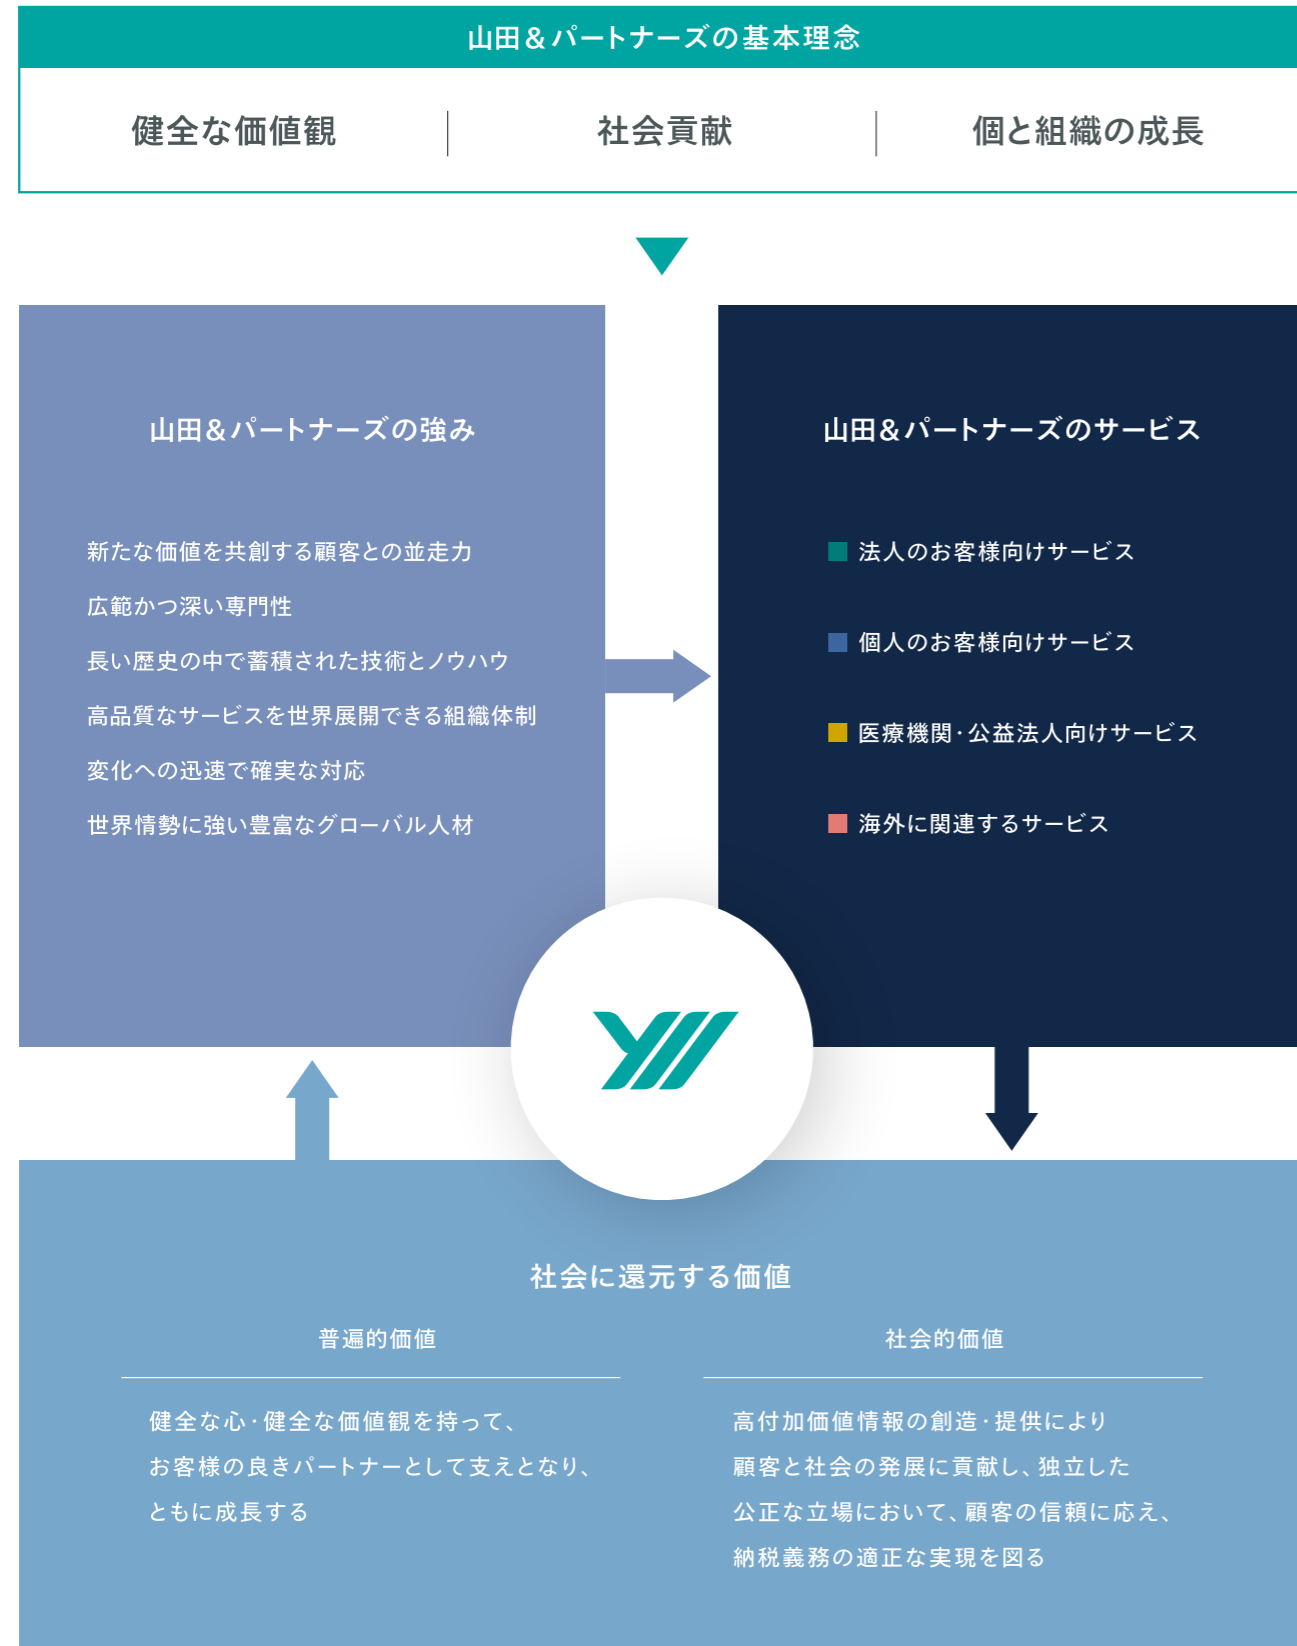 山田&パートナーズの基本理念
健全な価値観
社会貢献
個と組織の成長
山田&パートナーズの強み
新たな価値を共創する顧客との並走力
広範かつ深い専門性
長い歴史の中で蓄積された技術とノウハウ
高品質なサービスを世界展開できる組織体制
変化への迅速で確実な対応
世界情勢に強い豊富なグローバル人材
山田&パートナーズのサービス
法人のお客様向けサービス
個人のお客様向けサービス
医療機関・公益法人向けサービス
海外に関連するサービス
社会に還元する価値
普遍的価値
健全な心・健全な価値観を持って、
お客様の良きパートナーとして支えとなり、
ともに成長する
社会的価値
高付加価値情報の創造・提供により
顧客と社会の発展に貢献し、独立した
公正な立場において、顧客の信頼に応え、
納税義務の適正な実現を図る